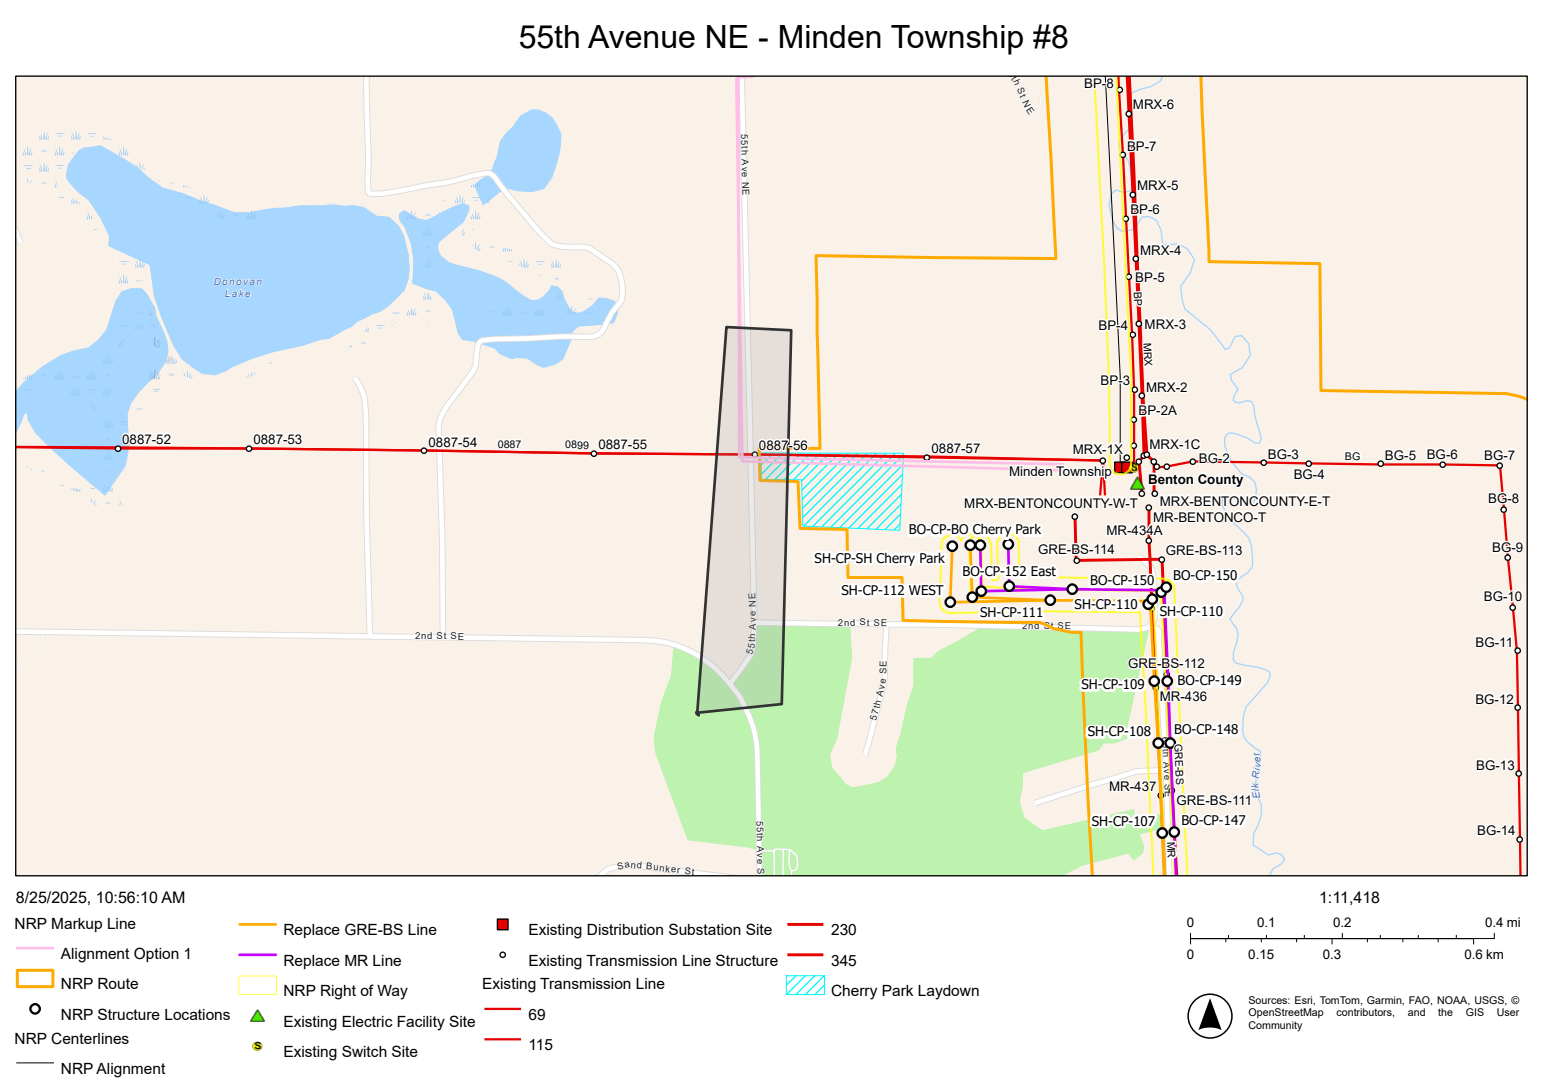 55th Avenue NE - Minden Township #8
BP-8
MRX-6
55th Ave NE
BP-7
MRX-5
BP-6
MRX-4
BP-5
Donovan
Lake
BP
MRX-3
BP-4
MRX
BP-3
MRX-2
BP-2A
0887-52
0887-53
0887-54
0887
0899
0887-55
0887-56
0887-57
MRX-1X
MRX-1C
BG-2
BG-3
BG-4
BG
BG-5
BG-6
BG-7
Minden Township
Benton County
BG-8
MRX-BENTONCOUNTY-W-T
MRX-BENTONCOUNTY-E-T
MR-BENTONCO-T
BO-CP-BO Cherry Park
MR-434A
SH-CP-SH Cherry Park
GRE-BS-114
GRE-BS-113
BG-9
BO-CP-152 East
BO-CP-150
BO-CP-150
SH-CP-112 WEST
SH-CP-111
SH-CP-110
SH-CP-110
BG-10
55th Ave NE
2nd St SE
2nd St SE
2nd St SE
BG-11
GRE-BS-112
SH-CP-109
BO-CP-149
MR-436
57th Ave SE
BG-12
SH-CP-108
BO-CP-148
GRE-BS
Elk River
BG-13
MR-437
GRE-BS-111
SH-CP-107
BO-CP-147
MR
BG-14
55th Ave S
Sand Bunker St
8/25/2025, 10:56:10 AM
1:11,418
NRP Markup Line
Alignment Option 1
NRP Route
NRP Structure Locations
NRP Centerlines
NRP Alignment
Replace GRE-BS Line
Replace MR Line
NRP Right of Way
Existing Electric Facility Site
Existing Switch Site
S
Existing Distribution Substation Site
Existing Transmission Line Structure
Existing Transmission Line
69
115
230
345
Cherry Park Laydown
0 0.1 0.2 0.4 mi
0 0.15 0.3 0.6 km
Sources: Esri, TomTom, Garmin, FAO, NOAA, USGS, ©
OpenStreetMap contributors, and the GIS User
Community